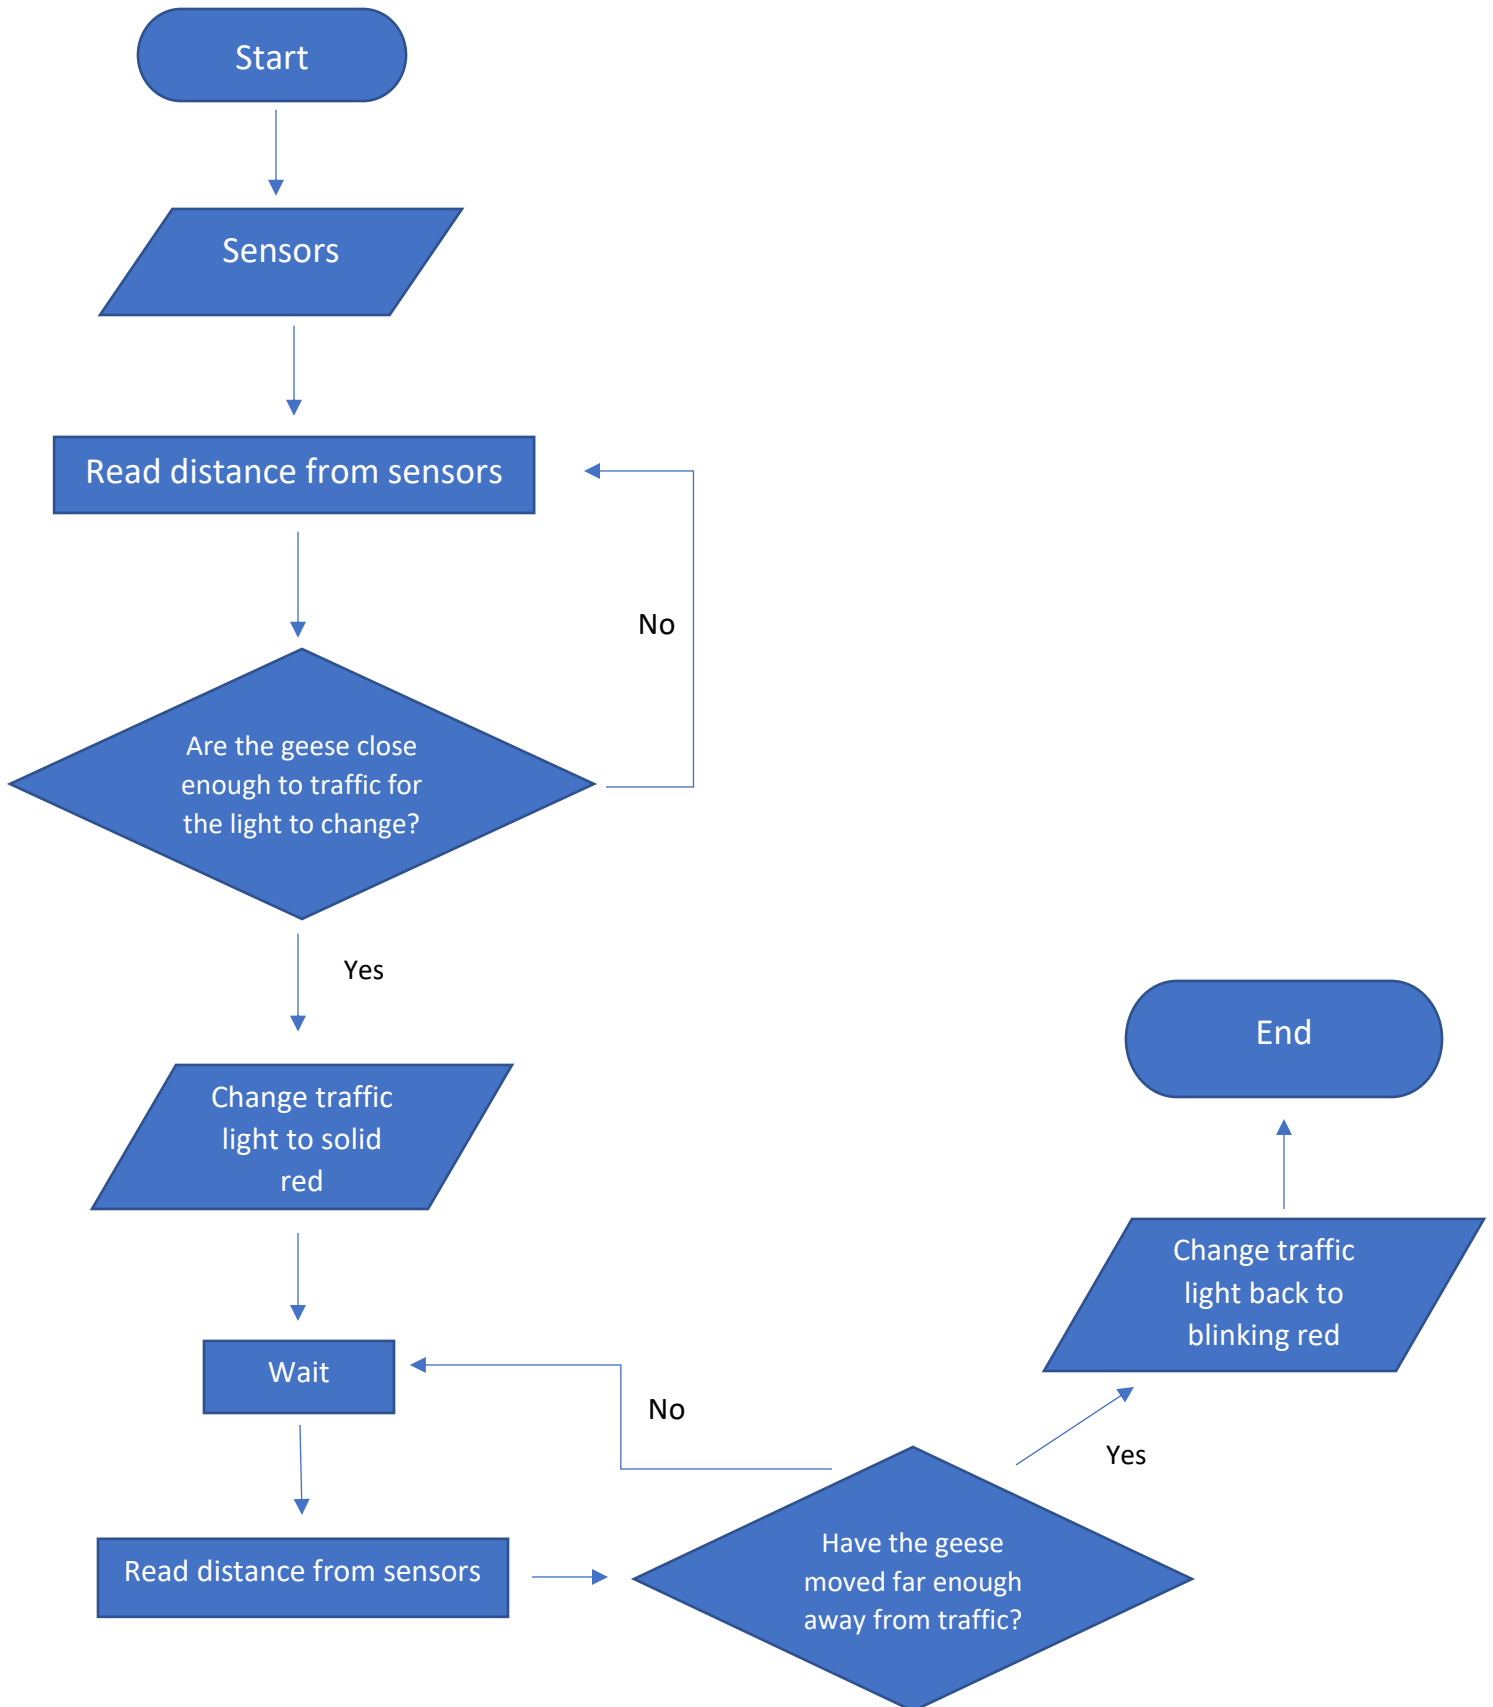 Start
Sensors
Read distance from sensors
No
Are the geese close
enough to traffic for
the light to change?
Yes
Change traffic
light to solid
red
Wait
No
Read distance from sensors
Have the geese
moved far enough
away from traffic?
Yes
Change traffic
light back to
blinking red
End